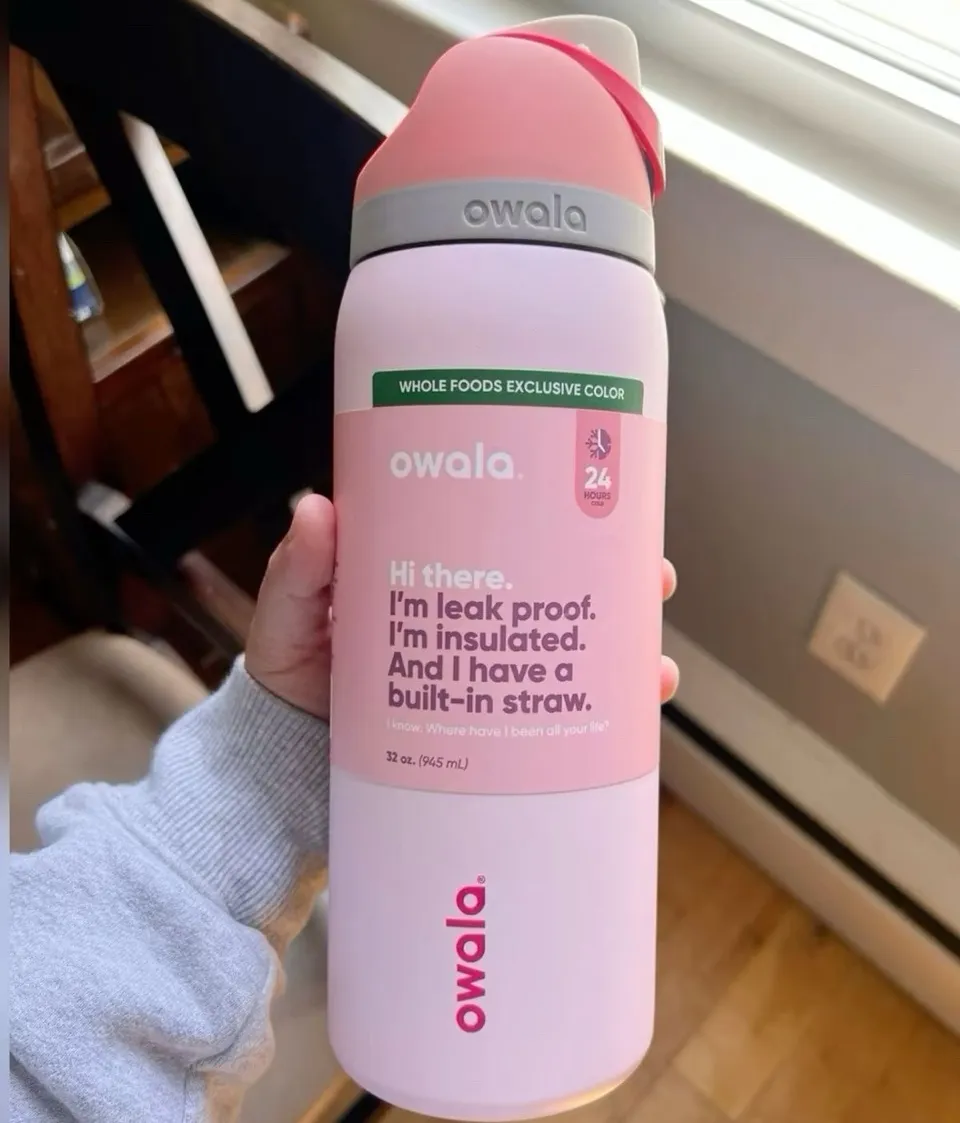 owala
WHOLE FOODS EXCLUSIVE COLOR
owala.
24
HOURS
COLD
Hi there.
I'm leak proof.
I'm insulated.
And I have a
built-in straw.
I know. Where have I been all your life?
32 oz. (945 mL)
owala®